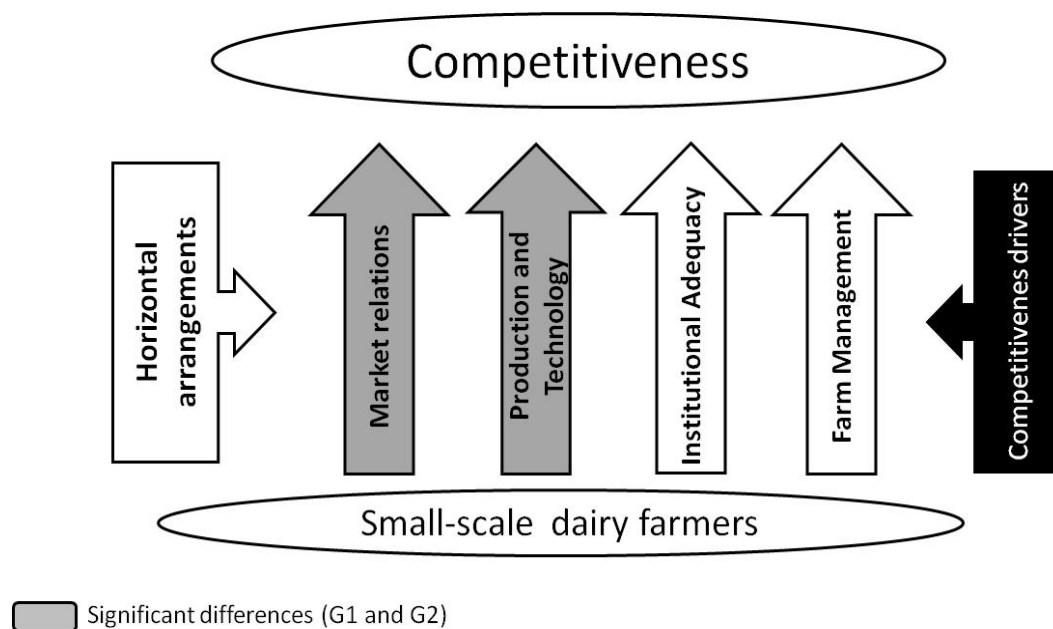 Competitiveness
Horizontal
arrangements
Market relations
Production and
Technology
Institutional Adequacy
Farm Management
Competitivenes drivers
Small-scale dairy farmers
Significant differences (G1 and G2)